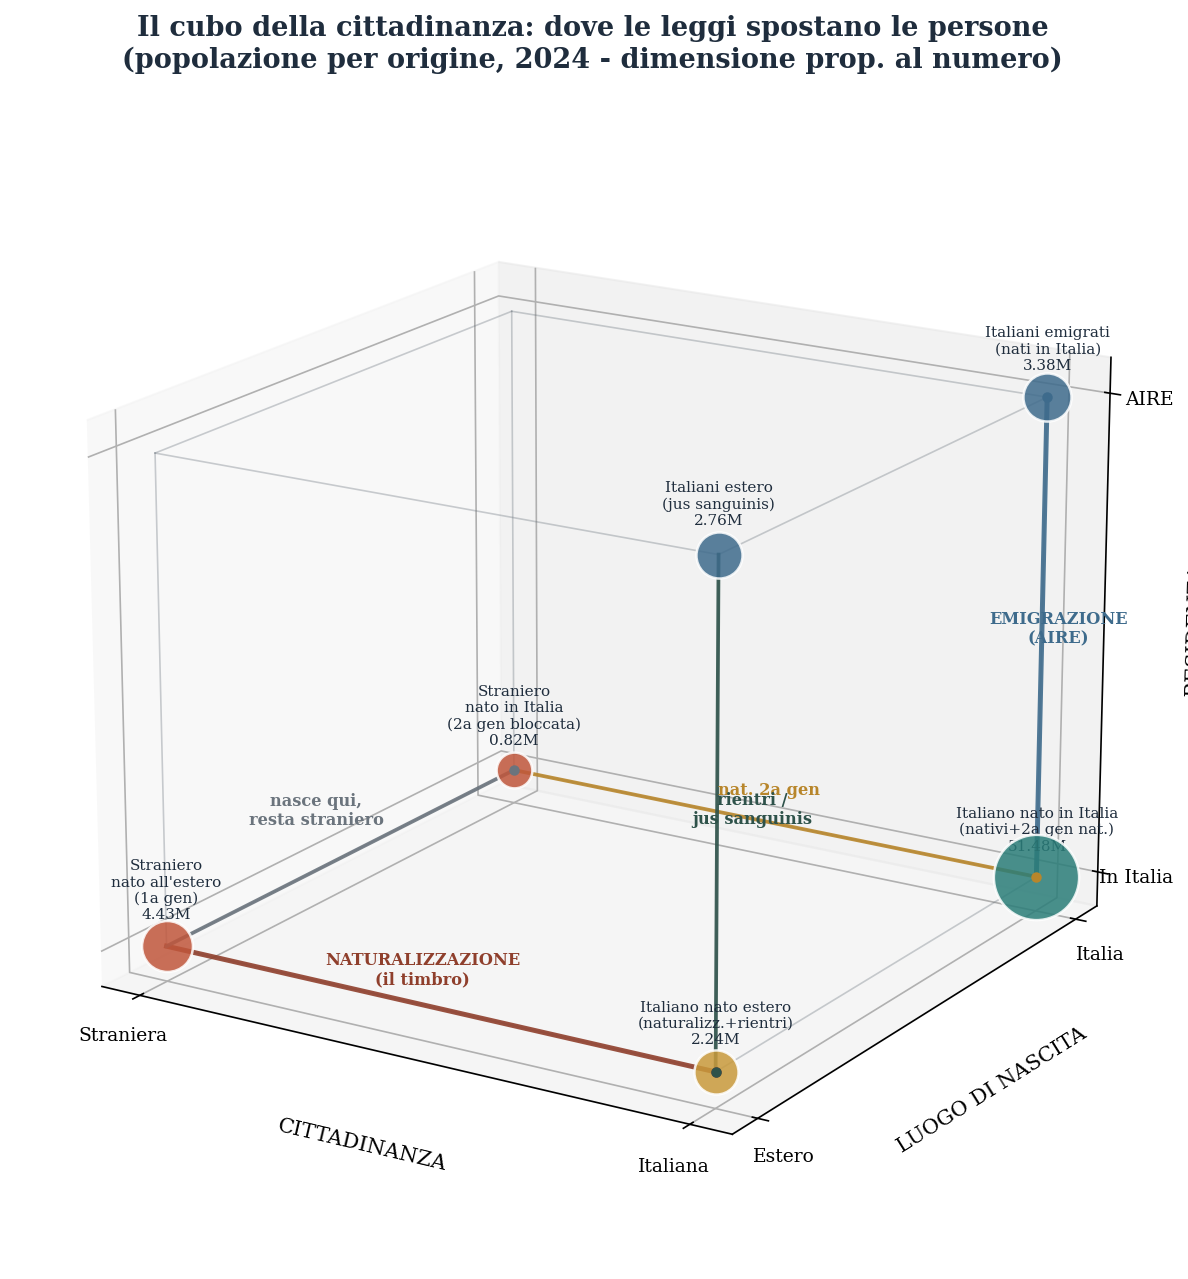 Il cubo della cittadinanza: dove le leggi spostano le persone
(popolazione per origine, 2024 - dimensione prop. al numero)
Italiani emigrati
(nati in Italia)
3.38M
AIRE
Italiani estero
(jus sanguinis)
2.76M
EMIGRAZIONE
(AIRE)
Straniero
nato in Italia
(2a gen bloccata)
0.82M
nat. 2a gen
rientri /
jus sanguinis
nasce qui,
resta straniero
Italiano nato in Italia
(nativi+2a gen nat.)
51.48M
In Italia
Straniero
nato all'estero
(1a gen)
4.43M
NATURALIZZAZIONE
(il timbro)
Italia
Italiano nato estero
(naturalizz.+rientri)
2.24M
Straniera
LUOGO DI NASCITA
CITTADINANZA
Italiana
Estero